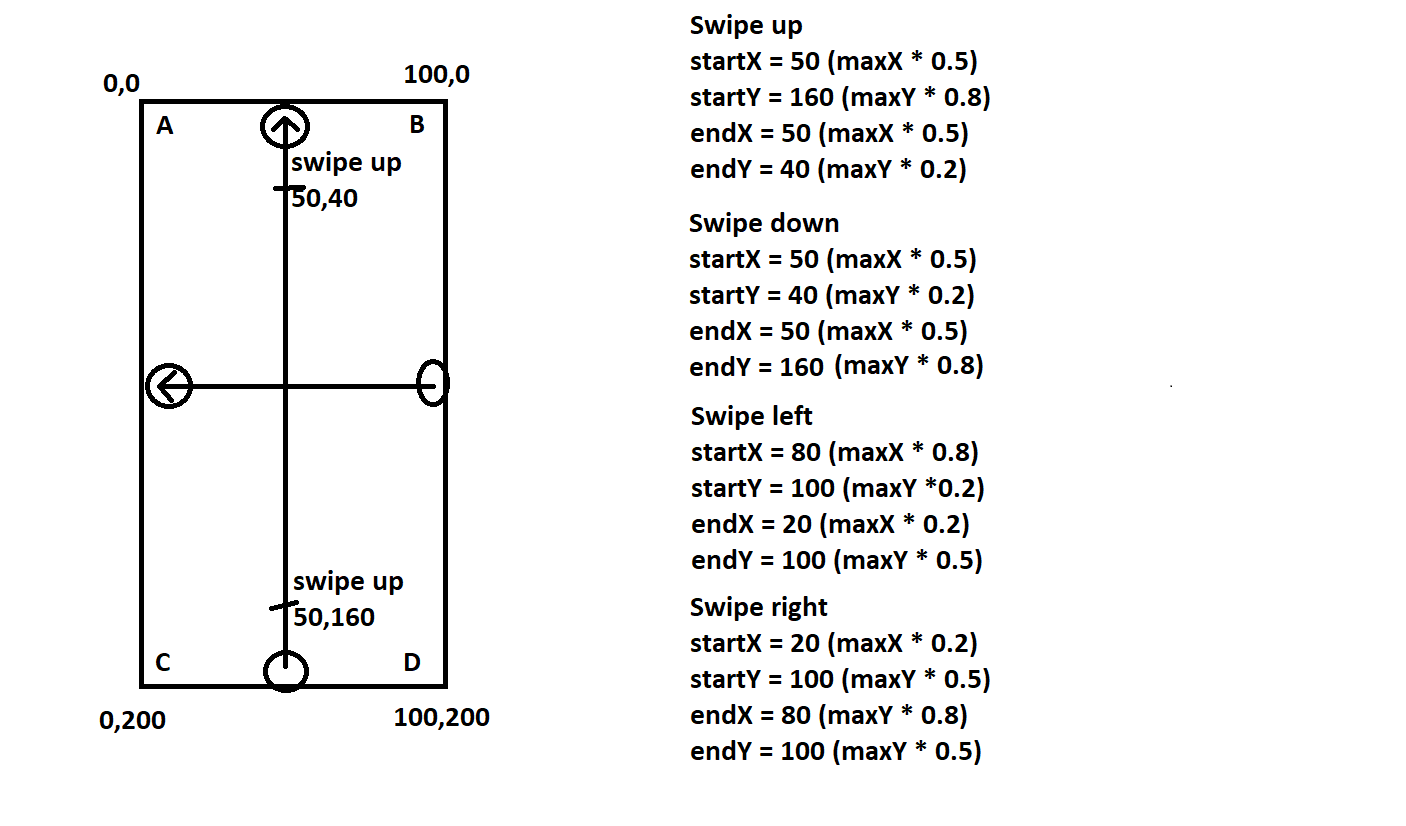 0,0
100,0
A
B
swipe up
50,40
swipe up
50,160
C
D
0,200
100,200
Swipe up
startX = 50 (maxX * 0.5)
startY = 160 (maxY * 0.8)
endX = 50 (maxX * 0.5)
endY = 40 (maxY * 0.2)
Swipe down
startX = 50 (maxX * 0.5)
startY = 40 (maxY * 0.2)
endX = 50 (maxX * 0.5)
endY = 160 (maxY * 0.8)
Swipe left
startX = 80 (maxX * 0.8)
startY = 100 (maxY *0.2)
endX = 20 (maxX * 0.2)
endY = 100 (maxY * 0.5)
Swipe right
startX = 20 (maxX * 0.2)
startY = 100 (maxY * 0.5)
endX = 80 (maxY * 0.8)
endY = 100 (maxY * 0.5)